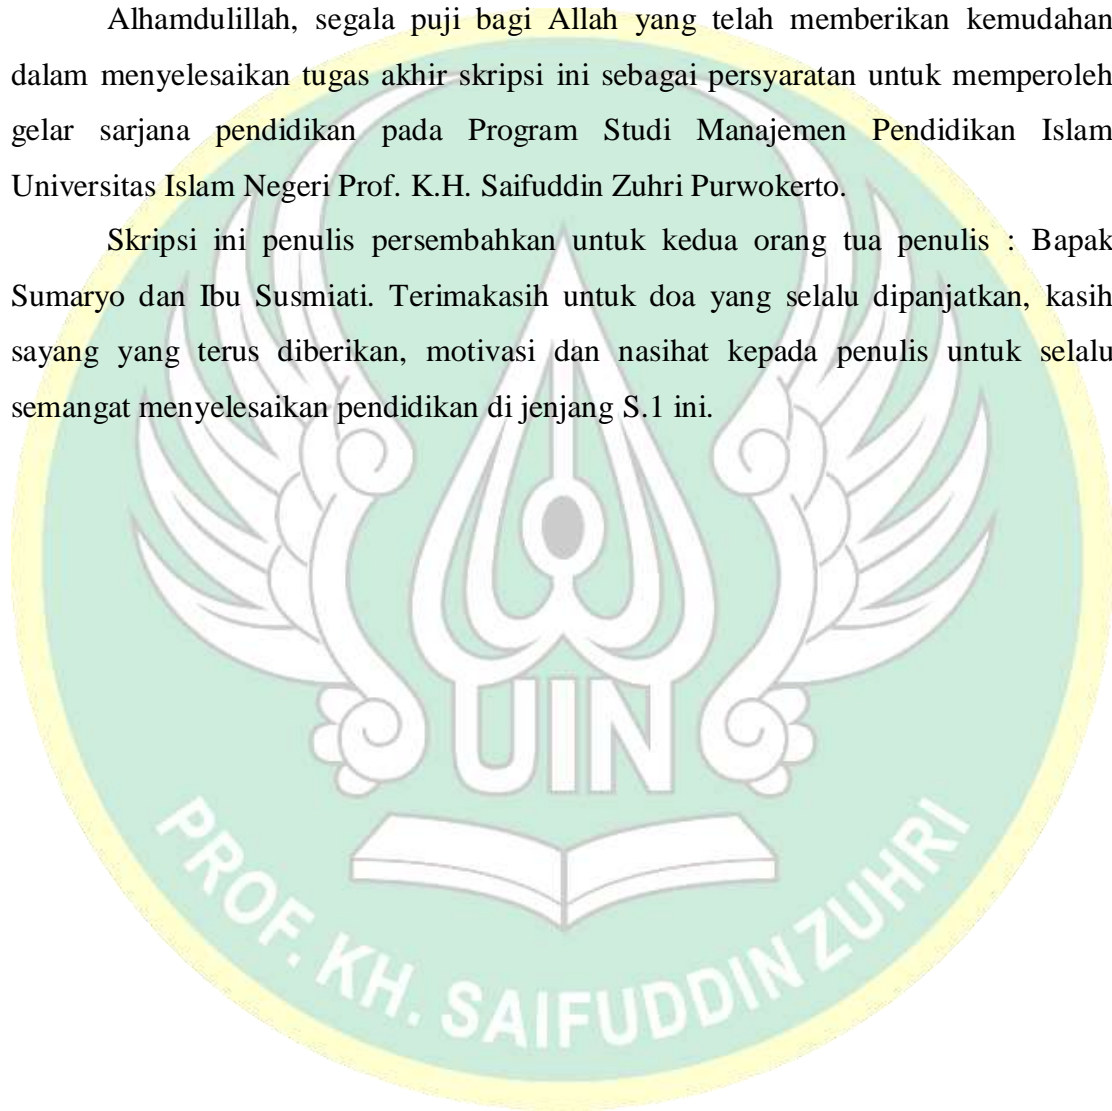 Alhamdulillah, segala puji bagi Allah yang telah memberikan kemudahan
dalam menyelesaikan tugas akhir skripsi ini sebagai persyaratan untuk memperoleh
gelar sarjana pendidikan pada Program Studi Manajemen Pendidikan Islam
Universitas Islam Negeri Prof. K.H. Saifuddin Zuhri Purwokerto.
Skripsi ini penulis persembahkan untuk kedua orang tua penulis : Bapak
Sumaryo dan Ibu Susmiati. Terimakasih untuk doa yang selalu dipanjatkan, kasih
sayang yang terus diberikan, motivasi dan nasihat kepada penulis untuk selalu
semangat menyelesaikan pendidikan di jenjang S.1 ini.
UIN
PROF. KH. SAIFUDDIN ZUHRI